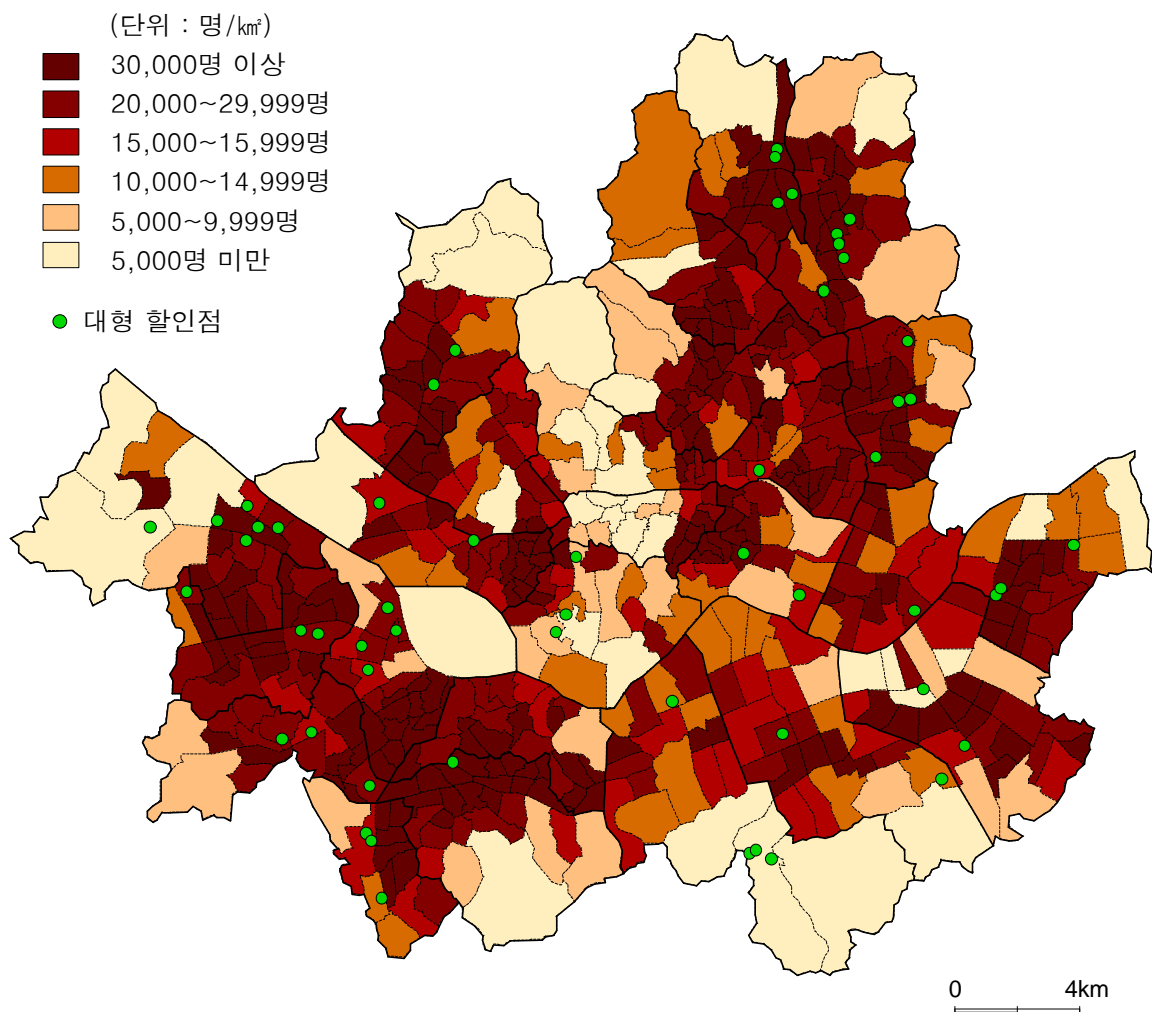 (단위 : 명/㎢)
30,000명 이상
20,000~29,999명
15,000~15,999명
10,000~14,999명
5,000~9,999명
5,000명 미만
대형 할인점
0 4km